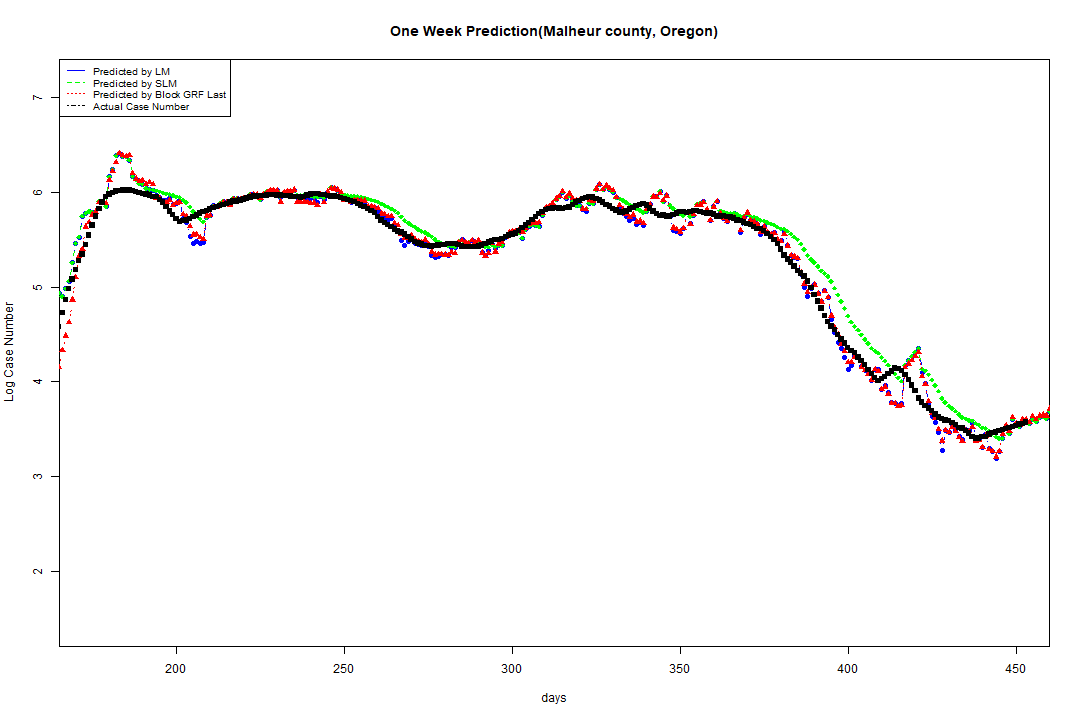 One Week Prediction(Malheur county, Oregon)
Predicted by LM
Predicted by SLM
Predicted by Block GRF Last
Actual Case Number
Log Case Number
7
6
5
4
3
2
200
250
300
350
400
450
days